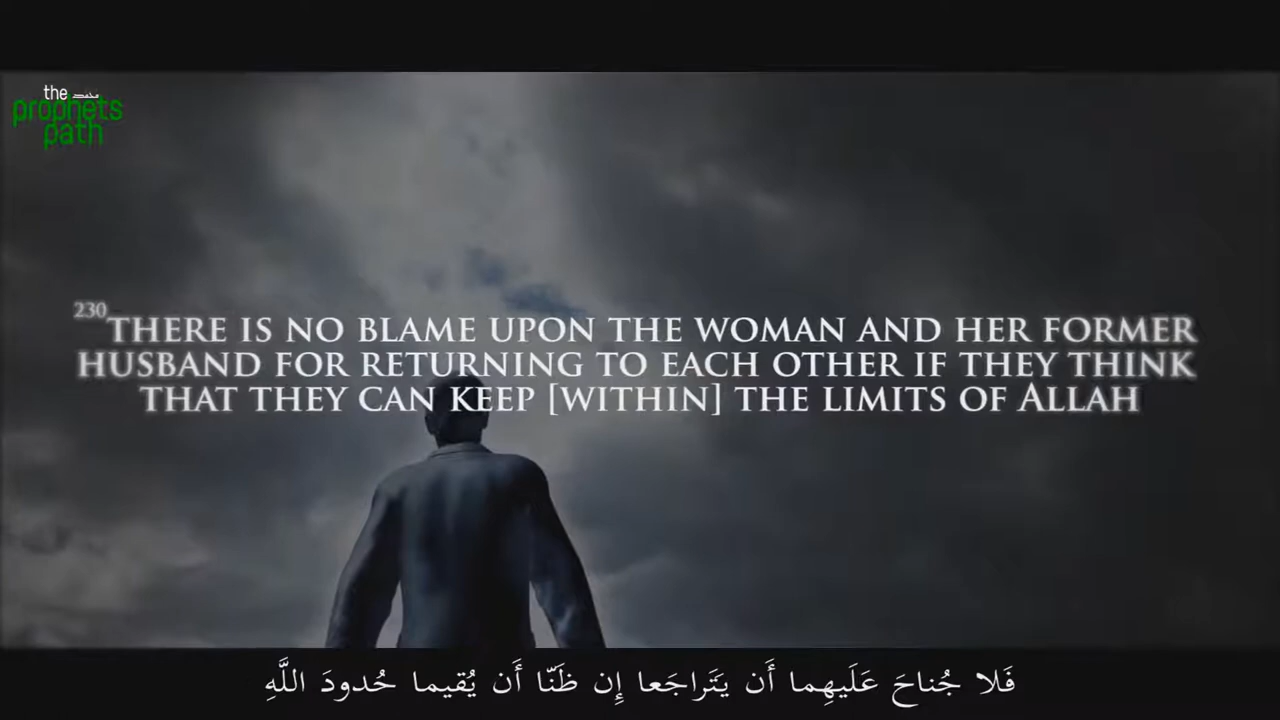 the محمد
prophets
path
230 THERE IS NO BLAME UPON THE WOMAN AND HER FORMER
HUSBAND FOR RETURNING TO EACH OTHER IF THEY THINK
THAT THEY CAN KEEP [WITHIN] THE LIMITS OF ALLAH
فَلا جُناحَ عَلَيهِما أَن يَتَراجَعا إِن ظَنّا أَن يُقيما حُدودَ اللَّهِ